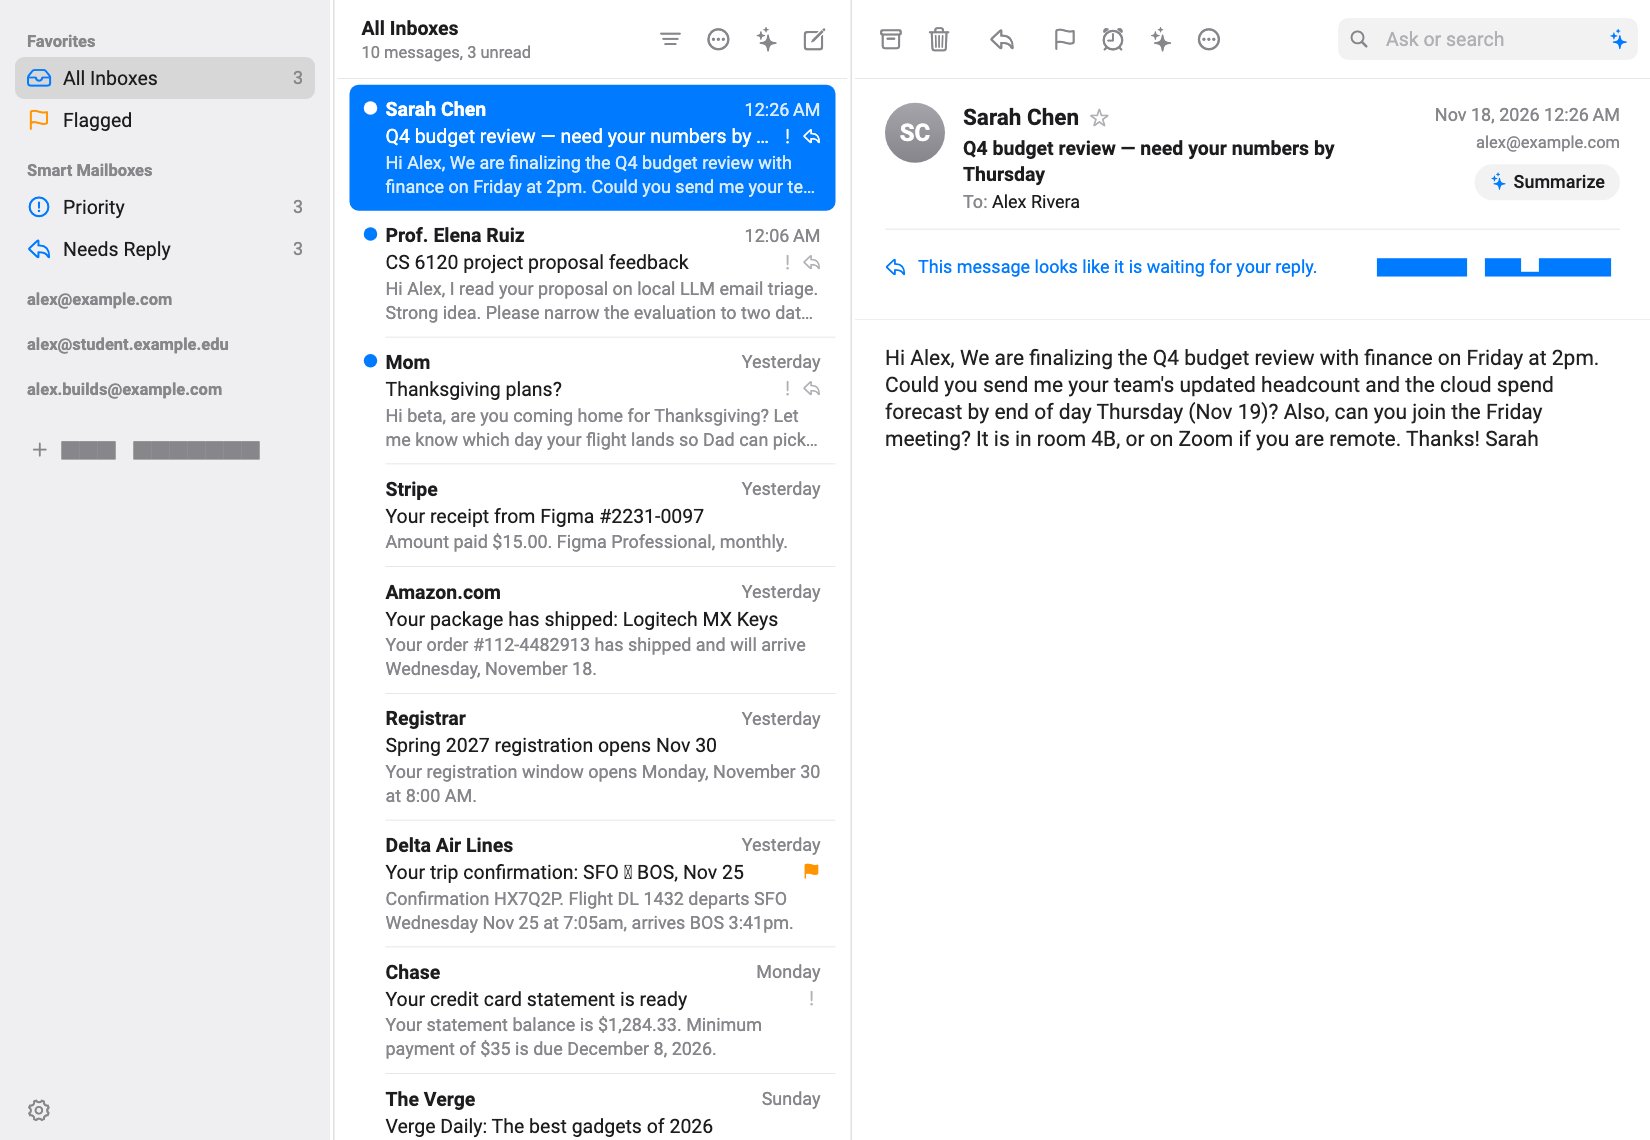 Favorites
All Inboxes 3
Flagged
Smart Mailboxes
Priority 3
Needs Reply 3
alex@example.com
alex@student.example.edu
alex.builds@example.com
All Inboxes
10 messages, 3 unread
Sarah Chen 12:26 AM
Q4 budget review — need your numbers by ... !
Hi Alex, We are finalizing the Q4 budget review with
finance on Friday at 2pm. Could you send me your te...
Prof. Elena Ruiz 12:06 AM
CS 6120 project proposal feedback !
Hi Alex, I read your proposal on local LLM email triage.
Strong idea. Please narrow the evaluation to two dat...
Mom Yesterday
Thanksgiving plans? !
Hi beta, are you coming home for Thanksgiving? Let
me know which day your flight lands so Dad can pick...
Stripe Yesterday
Your receipt from Figma #2231-0097
Amount paid $15.00. Figma Professional, monthly.
Amazon.com Yesterday
Your package has shipped: Logitech MX Keys
Your order #112-4482913 has shipped and will arrive
Wednesday, November 18.
Registrar Yesterday
Spring 2027 registration opens Nov 30
Your registration window opens Monday, November 30
at 8:00 AM.
Delta Air Lines Yesterday
Your trip confirmation: SFO BOS, Nov 25
Confirmation HX7Q2P. Flight DL 1432 departs SFO
Wednesday Nov 25 at 7:05am, arrives BOS 3:41pm.
Chase Monday
Your credit card statement is ready !
Your statement balance is $1,284.33. Minimum
payment of $35 is due December 8, 2026.
The Verge Sunday
Verge Daily: The best gadgets of 2026
Ask or search
SC
Sarah Chen
Nov 18, 2026 12:26 AM
alex@example.com
Q4 budget review — need your numbers by
Thursday
Summarize
To: Alex Rivera
This message looks like it is waiting for your reply.
Hi Alex, We are finalizing the Q4 budget review with finance on Friday at 2pm.
Could you send me your team's updated headcount and the cloud spend
forecast by end of day Thursday (Nov 19)? Also, can you join the Friday
meeting? It is in room 4B, or on Zoom if you are remote. Thanks! Sarah